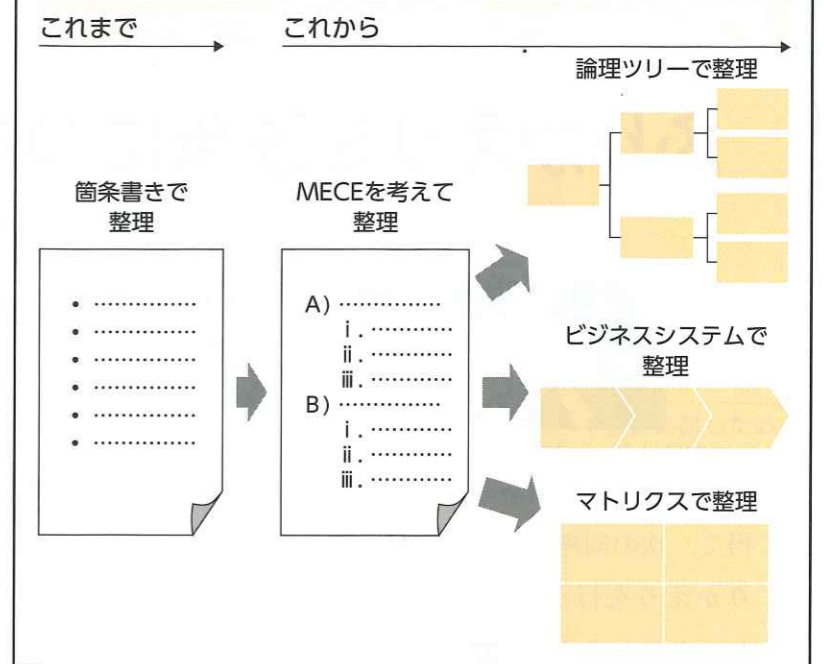 これまで
これから
論理ツリーで整理
箇条書きで
整理
MECEを考えて
整理
A) ………………
ⅰ. …………
ⅱ. …………
ⅲ. …………
B) ………………
ⅰ. …………
ⅱ. …………
ⅲ. …………
ビジネスシステムで
整理
マトリクスで整理